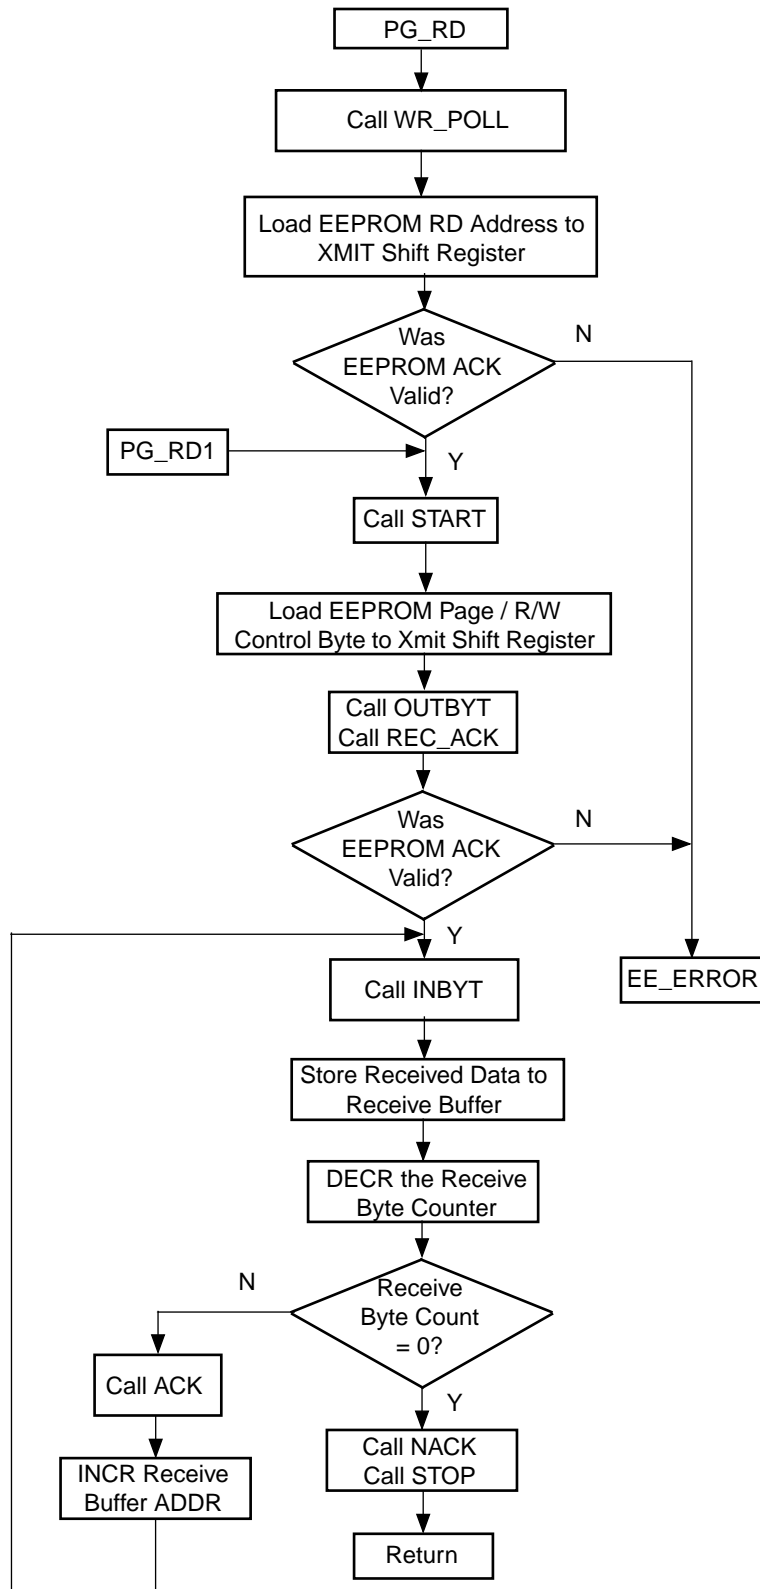 PG_RD
Call WR_POLL
Load EEPROM RD Address to
XMIT Shift Register
Was
EEPROM ACK
Valid?
N
PG_RD1
Y
Call START
Load EEPROM Page / R/W
Control Byte to Xmit Shift Register
Call OUTBYT
Call REC_ACK
Was
EEPROM ACK
Valid?
N
Y
Call INBYT
EE_ERROR
Store Received Data to
Receive Buffer
DECR the Receive
Byte Counter
Receive
Byte Count
= 0?
N
Call ACK
Y
INCR Receive
Buffer ADDR
Call NACK
Call STOP
Return